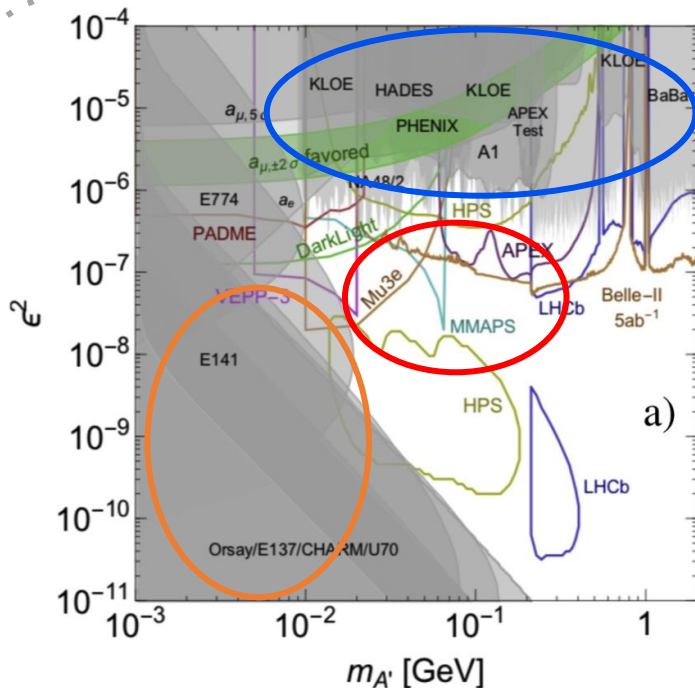 10⁻⁴
10⁻⁵
10⁻⁶
10⁻⁷
10⁻⁸
10⁻⁹
10⁻¹⁰
10⁻¹¹
ϵ²
KLOE
KLOE
HADES
KLOE
BaBa
a_μ,5σ
APEX
Test
PHENIX
A1
a_μ,±2σ favored
NA48/2
E774
a_e
HPS
PADME
DarkLight
APEX
Mu3e
VEPP-3
LHCb
Belle-II
5ab⁻¹
MMAPS
E141
HPS
a)
LHCb
Orsay/E137/CHARM/U70
10⁻³
10⁻²
10⁻¹
1
m_A' [GeV]